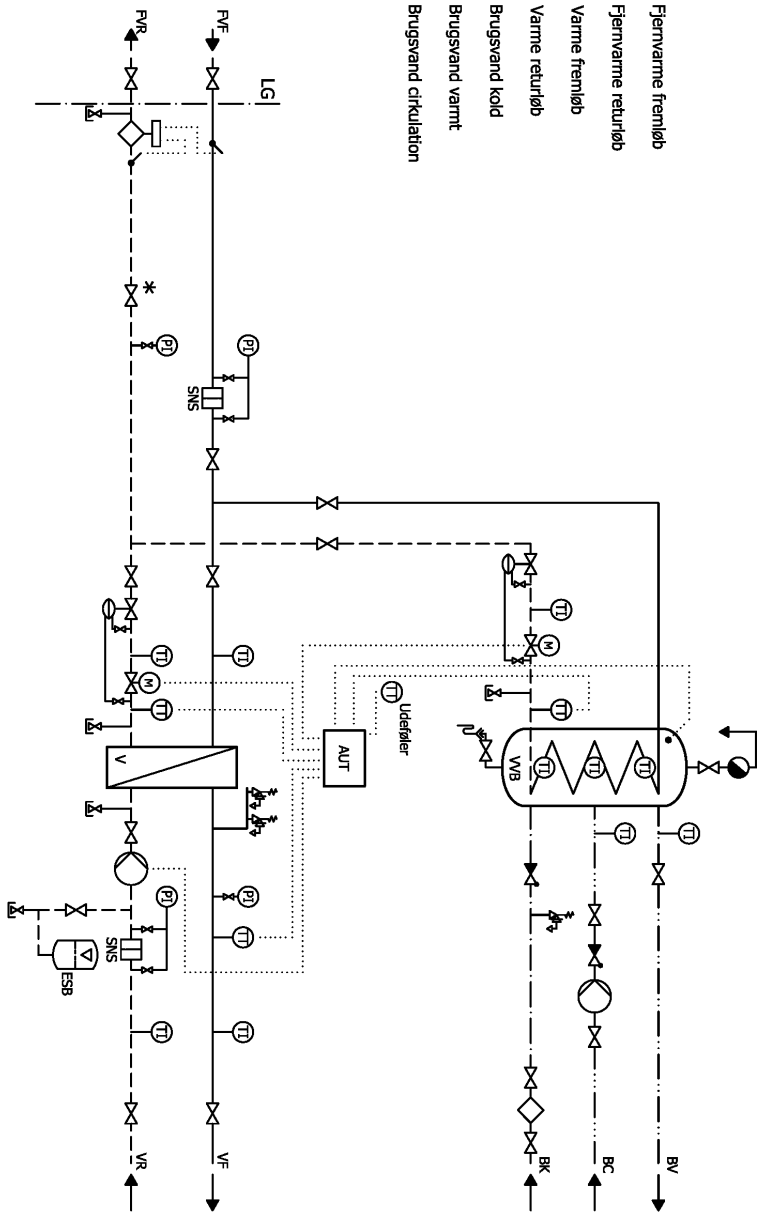 Fjernvarme fremløb
Fjernvarme returløb
Varme fremløb
Varme returløb
Brugsvand kold
Brugsvand varmt
Brugsvand cirkulation
FVF
FVR
LG
*
PI
PI
SNS
TI
M
TT
TI
TI
M
TT
TI
TT
Udeføler
AUT
VVB
TI
TI
TI
V
TI
TI
PI
TT
TI
PI
SNS
ESB
TI
BV
BC
BK
VF
VR